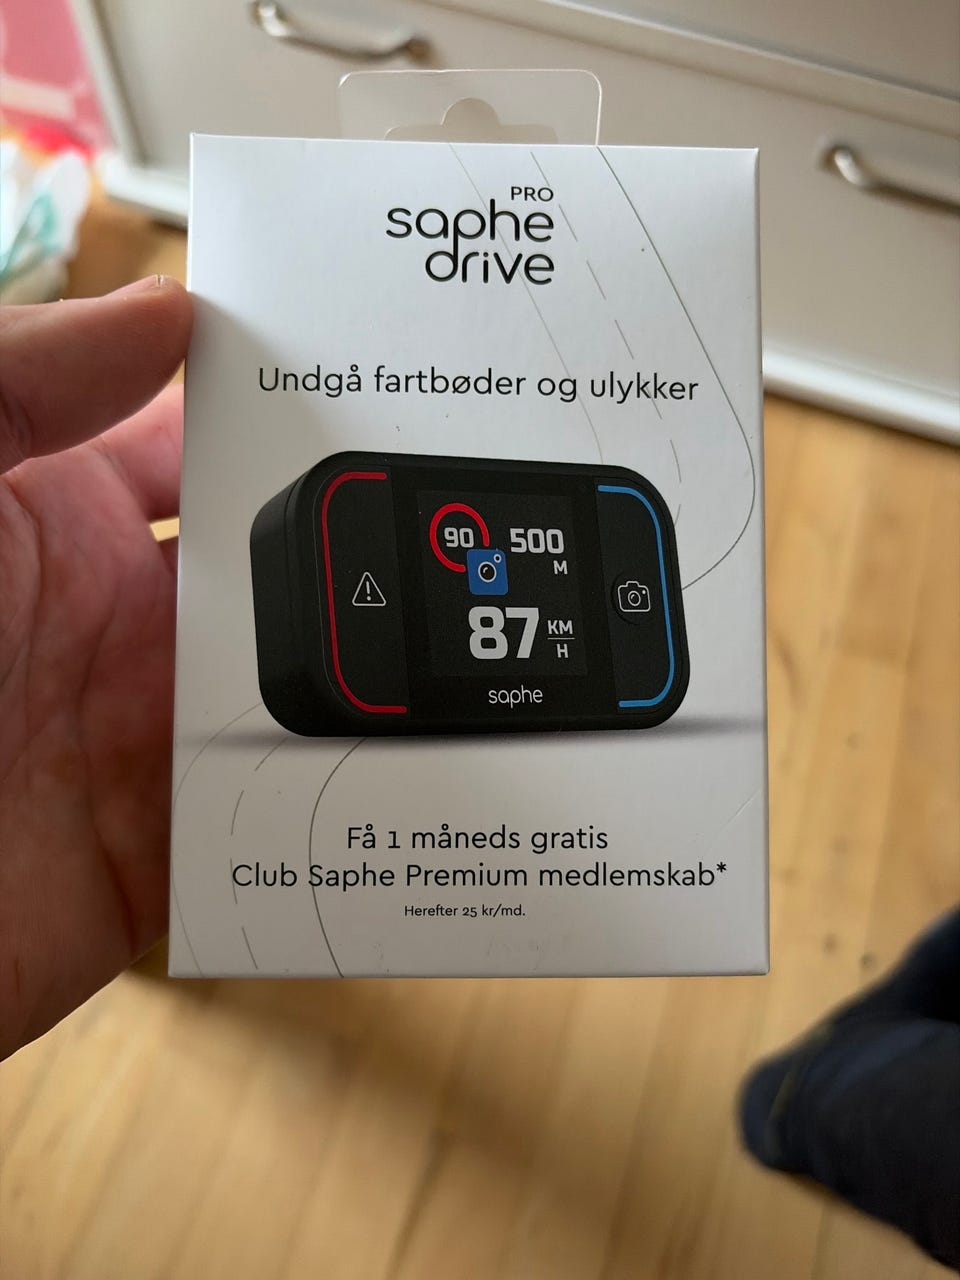 PRO
saphe
drive
Undgå fartbøder og ulykker
90 500
M
87 KM
H
saphe
Få 1 måneds gratis
Club Saphe Premium medlemskab*
Herefter 25 kr/md.